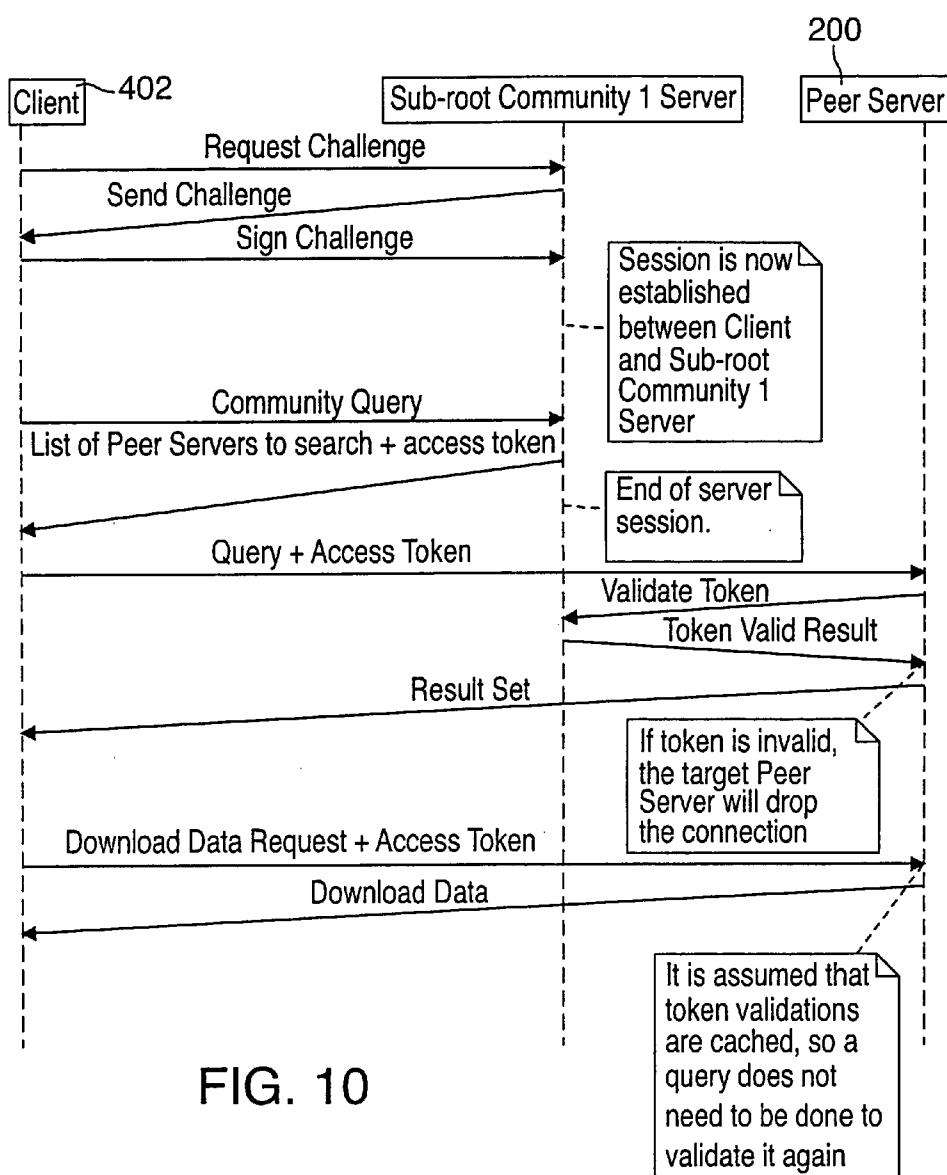 200
Client
402
Sub-root Community 1 Server
Peer Server
Request Challenge
Send Challenge
Sign Challenge
Session is now
established
between Client
and Sub-root
Community 1
Server
Community Query
List of Peer Servers to search + access token
End of server
session.
Query + Access Token
Validate Token
Token Valid Result
Result Set
If token is invalid,
the target Peer
Server will drop
the connection
Download Data Request + Access Token
Download Data
It is assumed that
token validations
are cached, so a
query does not
need to be done to
validate it again
FIG. 10